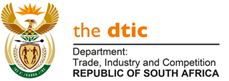 the dtic
Department:
Trade, Industry and Competition
REPUBLIC OF SOUTH AFRICA